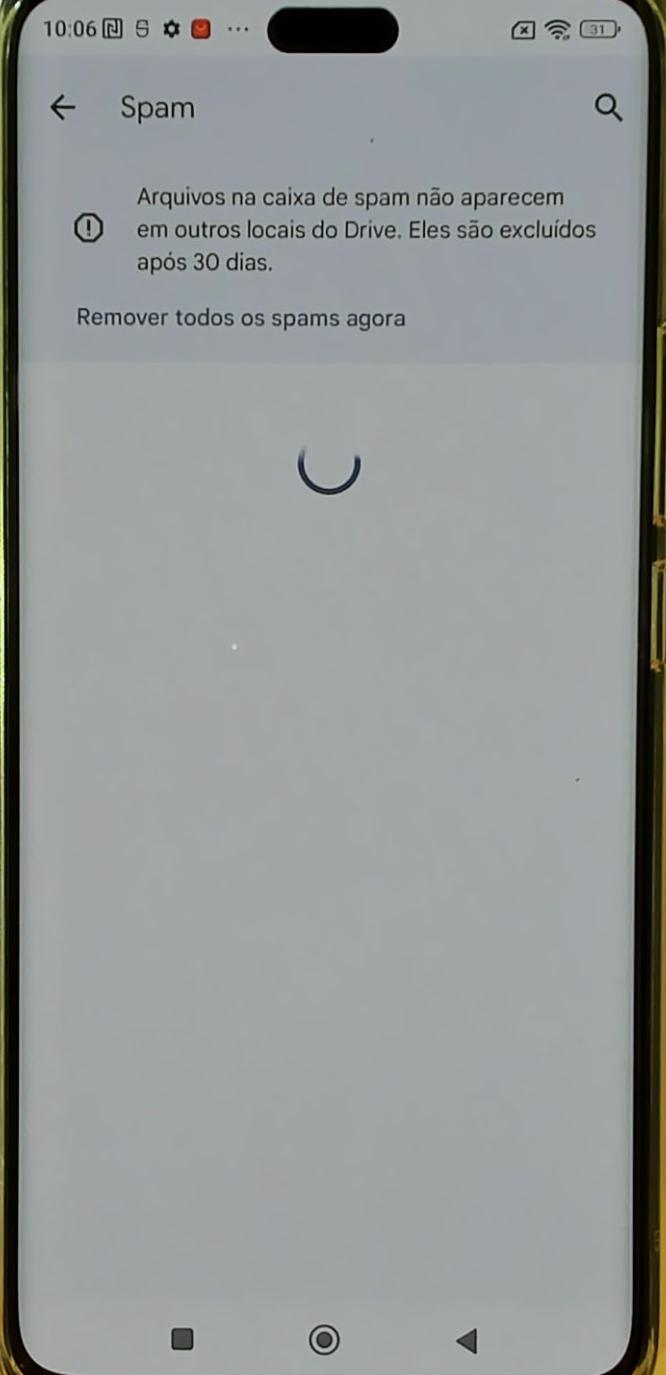 10:06
31
Spam
Arquivos na caixa de spam não aparecem
em outros locais do Drive. Eles são excluídos
após 30 dias.
Remover todos os spams agora